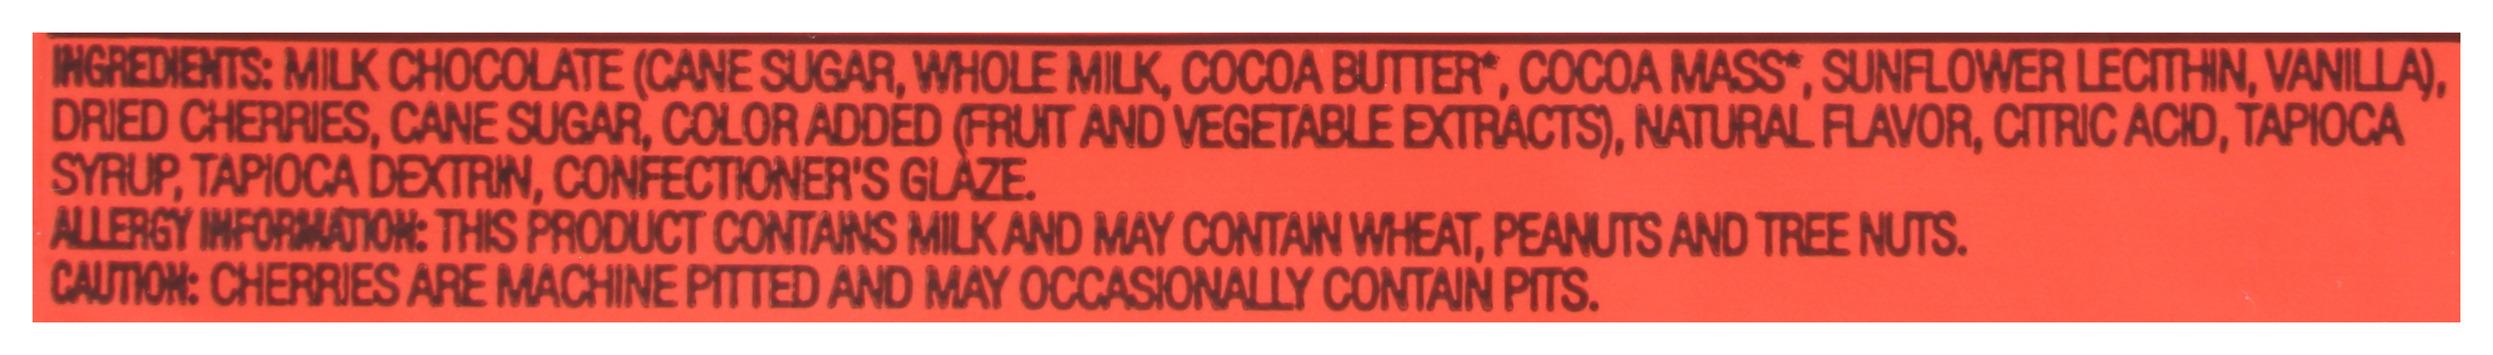 INGREDIENTS: MILK CHOCOLATE (CANE SUGAR, WHOLE MILK, COCOA BUTTER*, COCOA MASS*, SUNFLOWER LECITHIN, VANILLA),
DRIED CHERRIES, CANE SUGAR, COLOR ADDED (FRUIT AND VEGETABLE EXTRACTS), NATURAL FLAVOR, CITRIC ACID, TAPIOCA
SYRUP, TAPIOCA DEXTRIN, CONFECTIONER'S GLAZE.
ALLERGY INFORMATION: THIS PRODUCT CONTAINS MILK AND MAY CONTAIN WHEAT, PEANUTS AND TREE NUTS.
CAUTION: CHERRIES ARE MACHINE PITTED AND MAY OCCASIONALLY CONTAIN PITS.